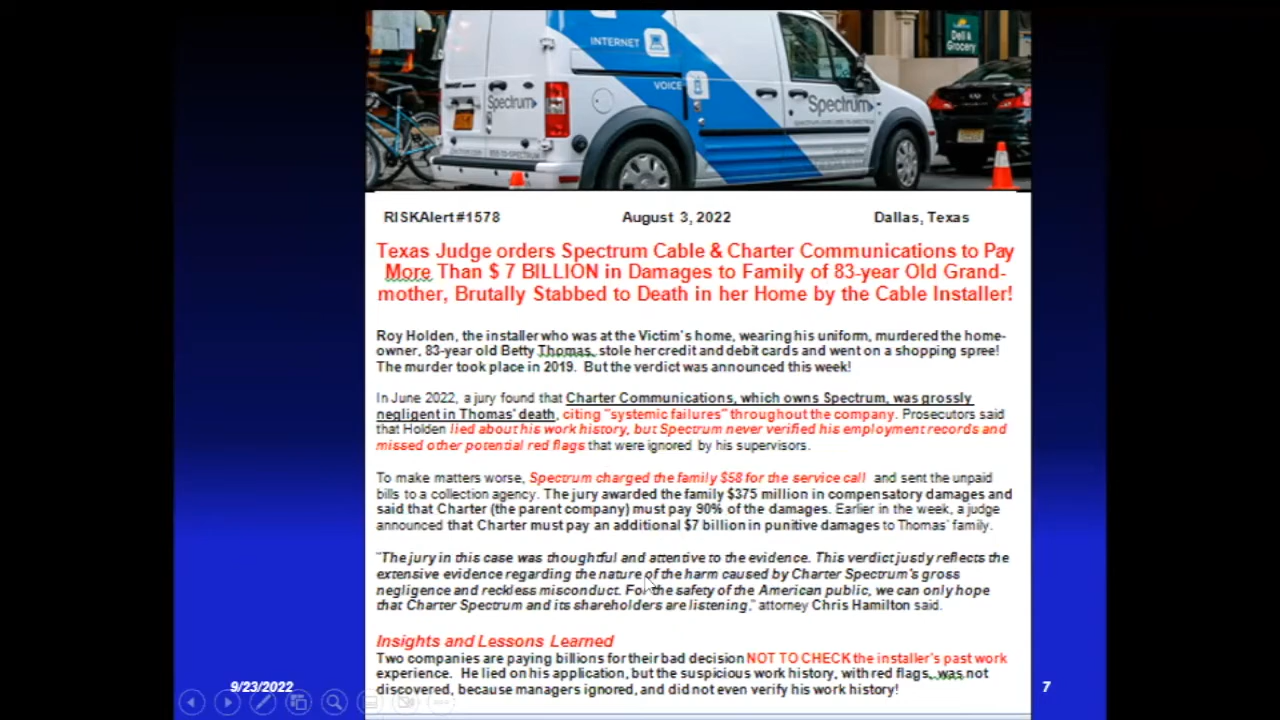 INTERNET
VOICE
Spectrum
Spectrum
Deli &
Grocery
RISKAlert#1578 August 3, 2022 Dallas, Texas
Texas Judge orders Spectrum Cable & Charter Communications to Pay
More Than $ 7 BILLION in Damages to Family of 83-year Old Grand-
mother, Brutally Stabbed to Death in her Home by the Cable Installer!
Roy Holden, the installer who was at the Victim's home, wearing his uniform, murdered the home-
owner, 83-year old Betty Thomas, stole her credit and debit cards and went on a shopping spree!
The murder took place in 2019. But the verdict was announced this week!
In June 2022, a jury found that Charter Communications, which owns Spectrum, was grossly
negligent in Thomas' death, citing "systemic failures" throughout the company. Prosecutors said
that Holden lied about his work history, but Spectrum never verified his employment records and
missed other potential red flags that were ignored by his supervisors.
To make matters worse, Spectrum charged the family $58 for the service call and sent the unpaid
bills to a collection agency. The jury awarded the family $375 million in compensatory damages and
said that Charter (the parent company) must pay 90% of the damages. Earlier in the week, a judge
announced that Charter must pay an additional $7 billion in punitive damages to Thomas' family.
"The jury in this case was thoughtful and attentive to the evidence. This verdict justly reflects the
extensive evidence regarding the nature of the harm caused by Charter Spectrum's gross
negligence and reckless misconduct. For the safety of the American public, we can only hope
that Charter Spectrum and its shareholders are listening," attorney Chris Hamilton said.
Insights and Lessons Learned
Two companies are paying billions for their bad decision NOT TO CHECK the installer's past work
experience. He lied on his application, but the suspicious work history, with red flags, was not
discovered, because managers ignored, and did not even verify his work history!
9/23/2022
7